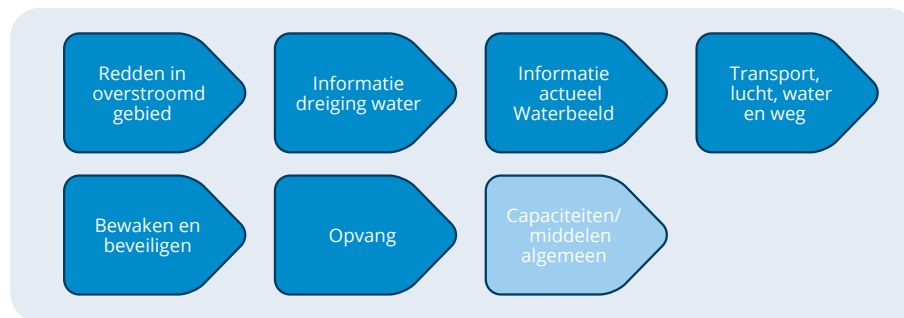 Redden in
overstroomd
gebied
Informatie
dreiging water
Informatie
actueel
Waterbeeld
Transport,
lucht, water
en weg
Bewaken en
beveiligen
Opvang
Capaciteiten/
middelen
algemeen